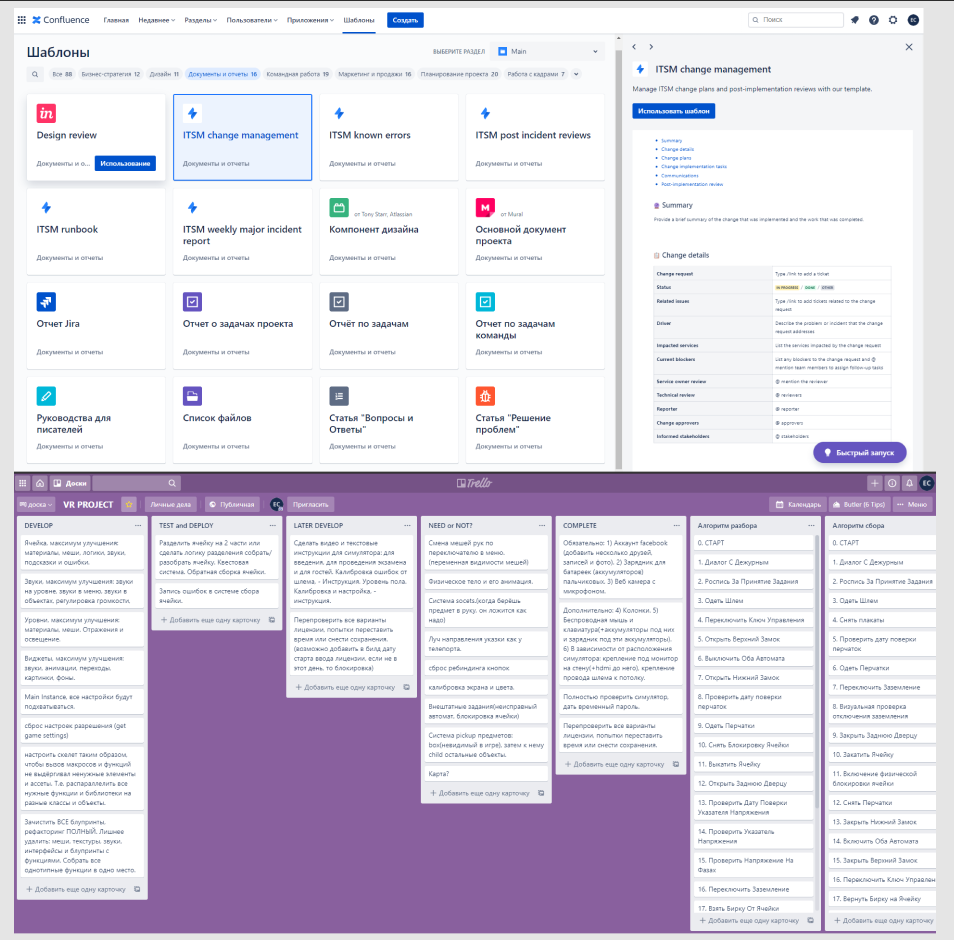 Confluence Главная Недавнее Разделы Пользователи Приложения Шаблоны Создать Поиск EC
Шаблоны
ВЫБЕРИТЕ РАЗДЕЛ Main
Все 88 Бизнес-стратегия 12 Дизайн 11 Документы и отчеты 16 Командная работа 19 Маркетинг и продажи 16 Планирование проекта 20 Работа с кадрами 7
in
Design review
Документы и о... Использование
ITSM change management
Документы и отчеты
ITSM known errors
Документы и отчеты
ITSM post incident reviews
Документы и отчеты
ITSM runbook
Документы и отчеты
ITSM weekly major incident
report
Документы и отчеты
от Tony Starr, Atlassian
Компонент дизайна
Документы и отчеты
M от Mural
Основной документ
проекта
Документы и отчеты
Отчет Jira
Документы и отчеты
Отчет о задачах проекта
Документы и отчеты
Отчёт по задачам
Документы и отчеты
Отчет по задачам
команды
Документы и отчеты
Руководства для
писателей
Документы и отчеты
Список файлов
Документы и отчеты
Статья "Вопросы и
Ответы"
Документы и отчеты
Статья "Решение
проблем"
Документы и отчеты
ITSM change management
Manage ITSM change plans and post-implementation reviews with our template.
Использовать шаблон
Summary
Change details
Change plans
Change implementation tasks
Communications
Post-implementation review
Summary
Provide a brief summary of the change that was implemented and the work that was completed.
Change details
Change request Type /link to add a ticket
Status IN PROGRESS / DONE / OTHER
Related issues Type /link to add tickets related to the change
request
Driver Describe the problem or incident that the change
request addresses
Impacted services List the services impacted by the change request
Current blockers List any blockers to the change request and @
mention team members to assign follow-up tasks
Service owner review @ mention the reviewer
Technical review @ reviewers
Reporter @ reporter
Change approvers @ approvers
Informed stakeholders @ stakeholders
Быстрый запуск
Доски Trello EC
доска VR PROJECT Личные дела Публичная EC Пригласить Календарь Butler (6 Tips) Меню
DEVELOP
Ячейка, максимум улучшения:
материалы, меши, логики, звуки,
подсказки и ошибки.
Звуки, максимум улучшения: звуки
на уровне, звуки в меню, звуки в
объектах, регулировка громкости.
Уровни, максимум улучшения:
материалы, меши. Отражения и
освещение.
Виджеты, максимум улучшения:
звуки, анимации, переходы,
картинки, фоны.
Main Instance, все настройки будут
подхватываться.
сброс настроек разрешения (get
game settings)
настроить скелет таким образом,
чтобы вызов макросов и функций
не выдёргивал ненужные элементы
и ассеты. Т.е. распараллелить все
нужные функции и библиотеки на
разные классы и объекты.
Зачистить ВСЕ блупринты,
рефакторинг ПОЛНЫЙ. Лишнее
удалить: меши, текстуры, звуки,
интерфейсы и блупринты с
функциями. Собрать все
однотипные функции в одно место.
+ Добавить еще одну карточку
TEST and DEPLOY
Разделить ячейку на 2 части или
сделать логику разделения собрать/
разобрать ячейку. Квестовая
система. Обратная сборка ячейки.
Запись ошибок в системе сбора
ячейки.
+ Добавить еще одну карточку
LATER DEVELOP
Сделать видео и текстовые
инструкции для симулятора: для
введения, для проведения экзамена
и для гостей. Калибровка ошибок от
шлема, - Инструкция. Уровень пола.
Калибровка и настройка, -
инструкция.
Перепроверить все варианты
лицензии, попытки переставить
время или снести сохранения.
(возможно добавить в билд дату
старта ввода лицензии, если не в
этот день, то блокировка)
+ Добавить еще одну карточку
NEED or NOT?
Смена мешей рук по
переключателю в меню.
(переменная видимости мешей)
Физическое тело и его анимация.
Система socets.(когда берёшь
предмет в руку, он ложится как
надо)
Луч направления указки как у
телепорта.
сброс ребиндинга кнопок
калибровка экрана и цвета.
Внештатные задания(неисправный
автомат, блокировка ячейки)
Система pickup предметов:
box(невидимый в игре), затем к нему
child остальные объекты.
Карта?
+ Добавить еще одну карточку
COMPLETE
Обязательно: 1) Аккаунт facebook
(добавить несколько друзей,
записей и фото). 2) Зарядник для
батареек (аккумуляторов)
пальчиковых. 3) Веб камера с
микрофоном.
Дополнительно: 4) Колонки. 5)
Беспроводная мышь и
клавиатура(+аккумуляторы под них
и зарядник под эти аккумуляторы).
6) В зависимости от расположения
симулятора: крепление под монитор
на стену(+hdmi до него), крепление
провода шлема к потолку.
Полностью проверить симулятор,
дать временный пароль.
Перепроверить все варианты
лицензии, попытки переставить
время или снести сохранения.
+ Добавить еще одну карточку
Алгоритм разбора
0. СТАРТ
1. Диалог С Дежурным
2. Роспись За Принятие Задания
3. Одеть Шлем
4. Переключить Ключ Управления
5. Открыть Верхний Замок
6. Выключить Оба Автомата
7. Открыть Нижний Замок
8. Проверить дату поверки
перчаток
9. Одеть Перчатки
10. Снять Блокировку Ячейки
11. Выкатить Ячейку
12. Открыть Заднюю Дверцу
13. Проверить Дату Поверки
Указателя Напряжения
14. Проверить Указатель
Напряжения
15. Проверить Напряжение На
Фазах
16. Переключить Заземление
17. Взять Бирку От Ячейки
+ Добавить еще одну карточку
Алгоритм сбора
0. СТАРТ
1. Диалог С Дежурным
2. Роспись За Принятие Задания
3. Одеть Шлем
4. Снять плакаты
5. Проверить дату поверки
перчаток
6. Одеть Перчатки
7. Переключить Заземление
8. Визуальная проверка
отключения заземления
9. Закрыть Заднюю Дверцу
10. Закатить Ячейку
11. Включение физической
блокировки ячейки
12. Снять Перчатки
13. Закрыть Нижний Замок
14. Включить Оба Автомата
15. Закрыть Верхний Замок
16. Переключить Ключ Управлен
17. Вернуть Бирку на Ячейку
+ Добавить еще одну карточку